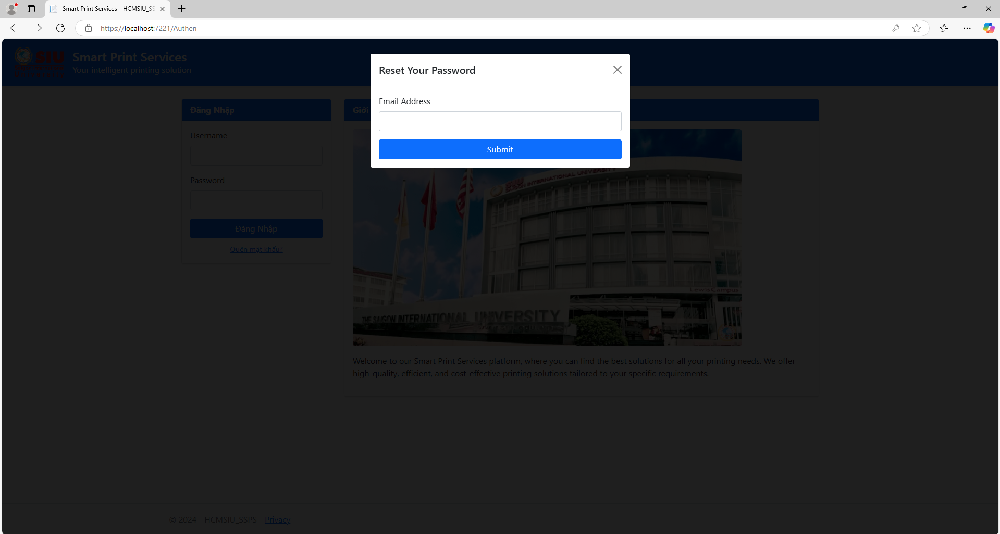 Smart Print Services - HCMSIU_SS
https://localhost:7221/Authen
SIU
Smart Print Services
Your intelligent printing solution
Reset Your Password
Email Address
Submit
Đăng Nhập
Username
Password
Đăng Nhập
Quên mật khẩu?
Giới
SIU
SAIGON INTERNATIONAL UNIVERSITY
Lewis Campus
THE SAIGON INTERNATIONAL UNIVERSITY
Welcome to our Smart Print Services platform, where you can find the best solutions for all your printing needs. We offer
high-quality, efficient, and cost-effective printing solutions tailored to your specific requirements.
© 2024 - HCMSIU_SSPS - Privacy